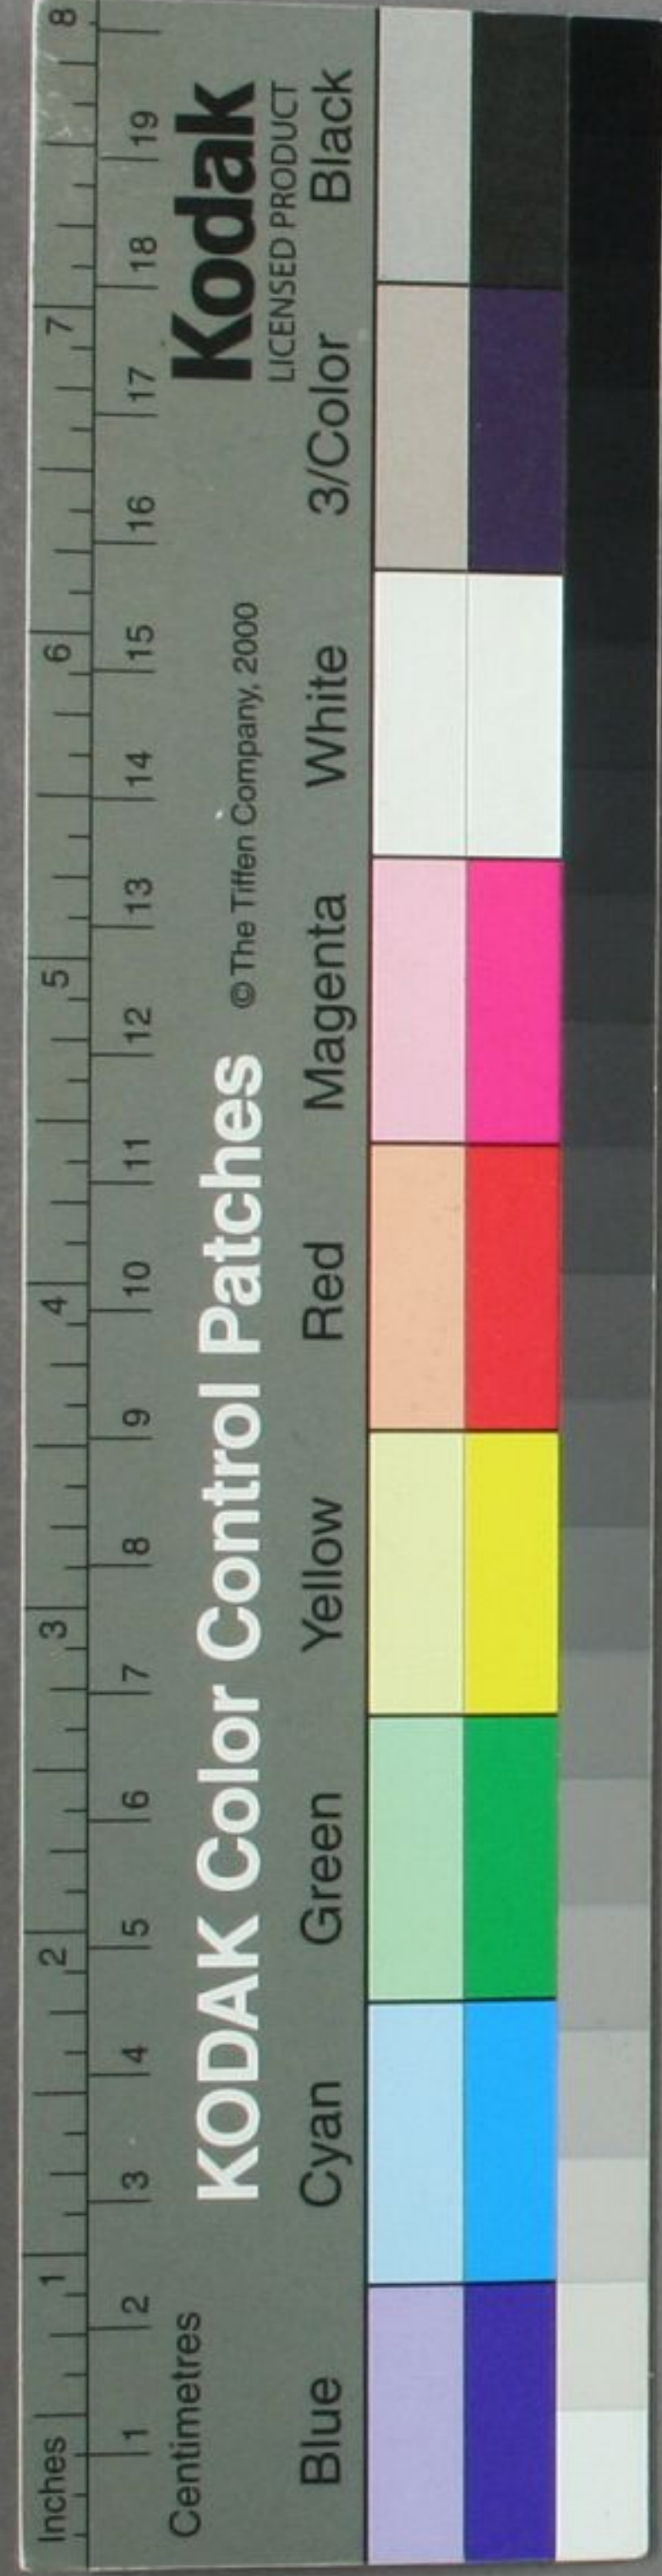 Inches 1 2 3 4 5 6 7 8
1 2 3 4 5 6 7 8 9 10 11 12 13 14 15 16 17 18 19
Centimetres
KODAK Color Control Patches © The Tiffen Company, 2000 Kodak
LICENSED PRODUCT
Blue Cyan Green Yellow Red Magenta White 3/Color Black